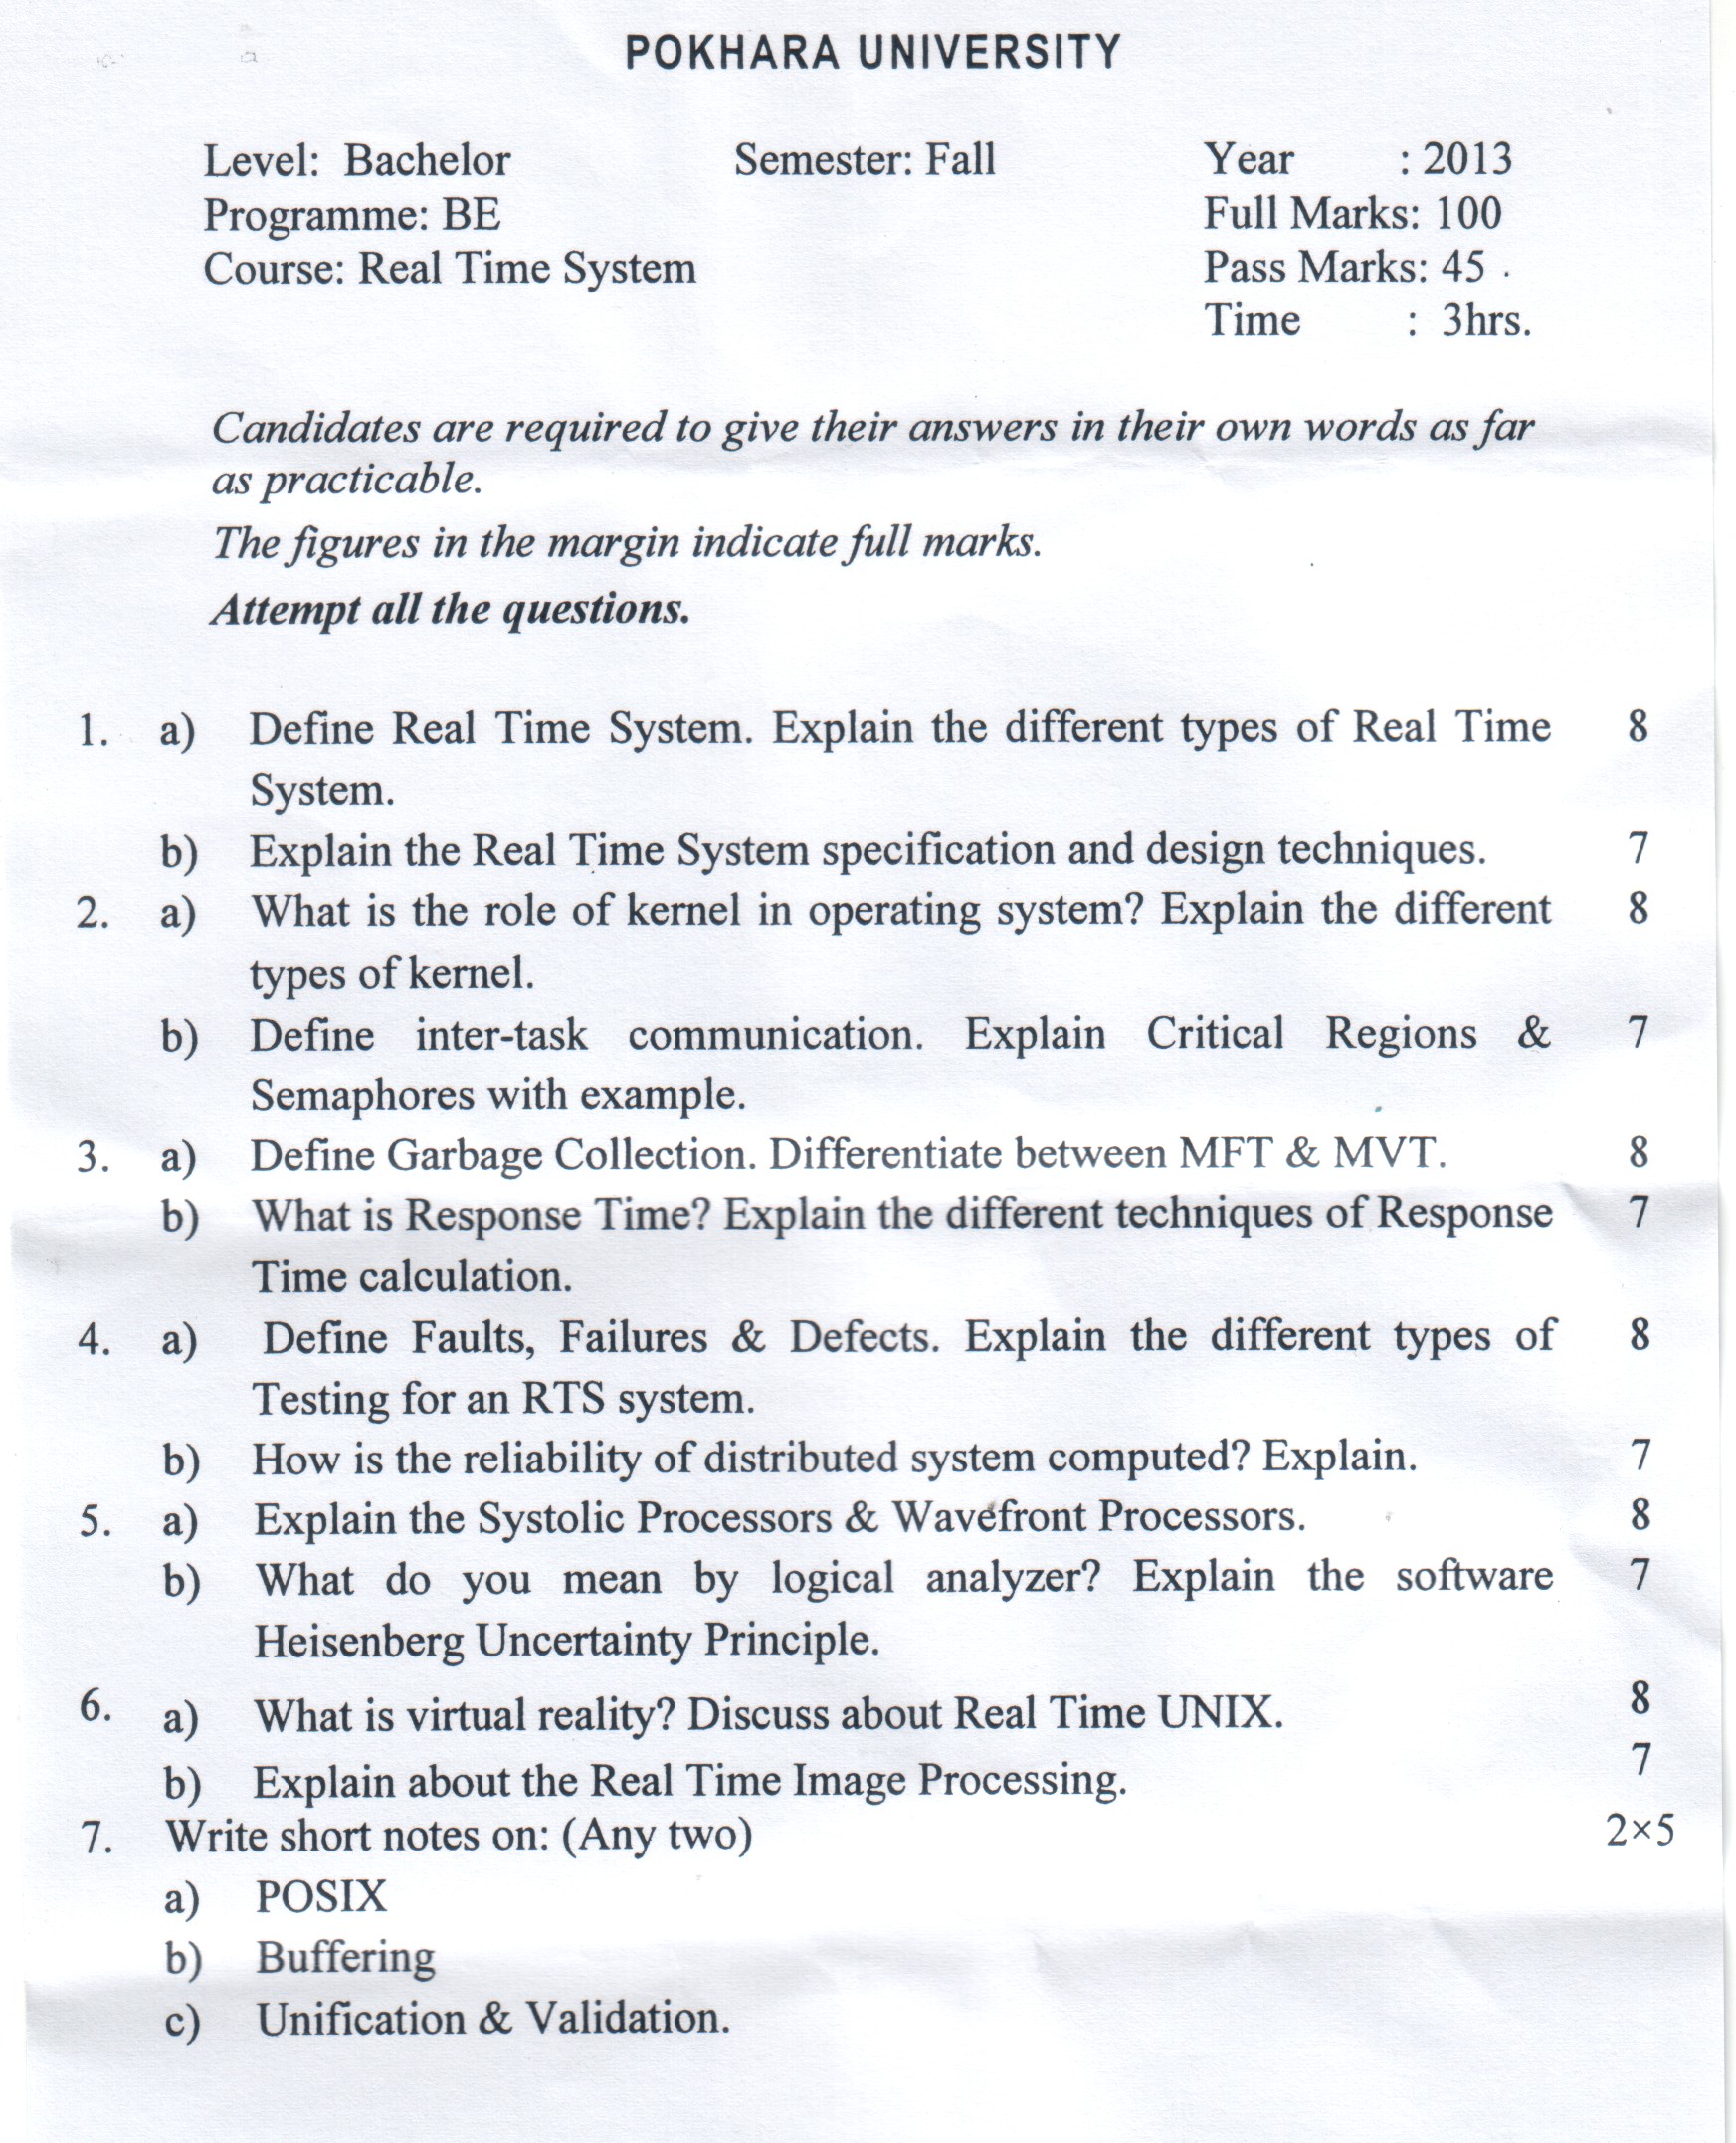 POKHARA UNIVERSITY
Level: Bachelor Semester: Fall Year : 2013
Programme: BE Full Marks: 100
Course: Real Time System Pass Marks: 45
Time : 3hrs.
Candidates are required to give their answers in their own words as far
as practicable.
The figures in the margin indicate full marks.
Attempt all the questions.
1. a) Define Real Time System. Explain the different types of Real Time 8
System.
b) Explain the Real Time System specification and design techniques. 7
2. a) What is the role of kernel in operating system? Explain the different 8
types of kernel.
b) Define inter-task communication. Explain Critical Regions & 7
Semaphores with example.
3. a) Define Garbage Collection. Differentiate between MFT & MVT. 8
b) What is Response Time? Explain the different techniques of Response 7
Time calculation.
4. a) Define Faults, Failures & Defects. Explain the different types of 8
Testing for an RTS system.
b) How is the reliability of distributed system computed? Explain. 7
5. a) Explain the Systolic Processors & Wavefront Processors. 8
b) What do you mean by logical analyzer? Explain the software 7
Heisenberg Uncertainty Principle.
6. a) What is virtual reality? Discuss about Real Time UNIX. 8
b) Explain about the Real Time Image Processing. 7
7. Write short notes on: (Any two) 2×5
a) POSIX
b) Buffering
c) Unification & Validation.